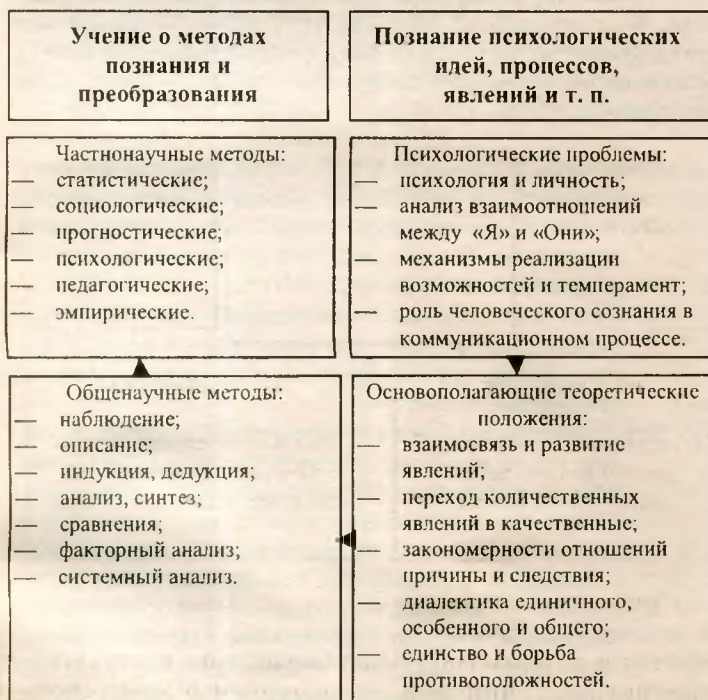 Учение о методах
познания и
преобразования
Познание психологических
идей, процессов,
явлений и т. п.
Частнонаучные методы:
— статистические;
— социологические;
— прогностические;
— психологические;
— педагогические;
— эмпирические.
Психологические проблемы:
— психология и личность;
— анализ взаимоотношений
между «Я» и «Они»;
— механизмы реализации
возможностей и темперамент;
— роль человеческого сознания в
коммуникационном процессе.
Общенаучные методы:
— наблюдение;
— описание;
— индукция, дедукция;
— анализ, синтез;
— сравнения;
— факторный анализ;
— системный анализ.
Основополагающие теоретические
положения:
— взаимосвязь и развитие
явлений;
— переход количественных
явлений в качественные;
— закономерности отношений
причины и следствия;
— диалектика единичного,
особенного и общего;
— единство и борьба
противоположностей.